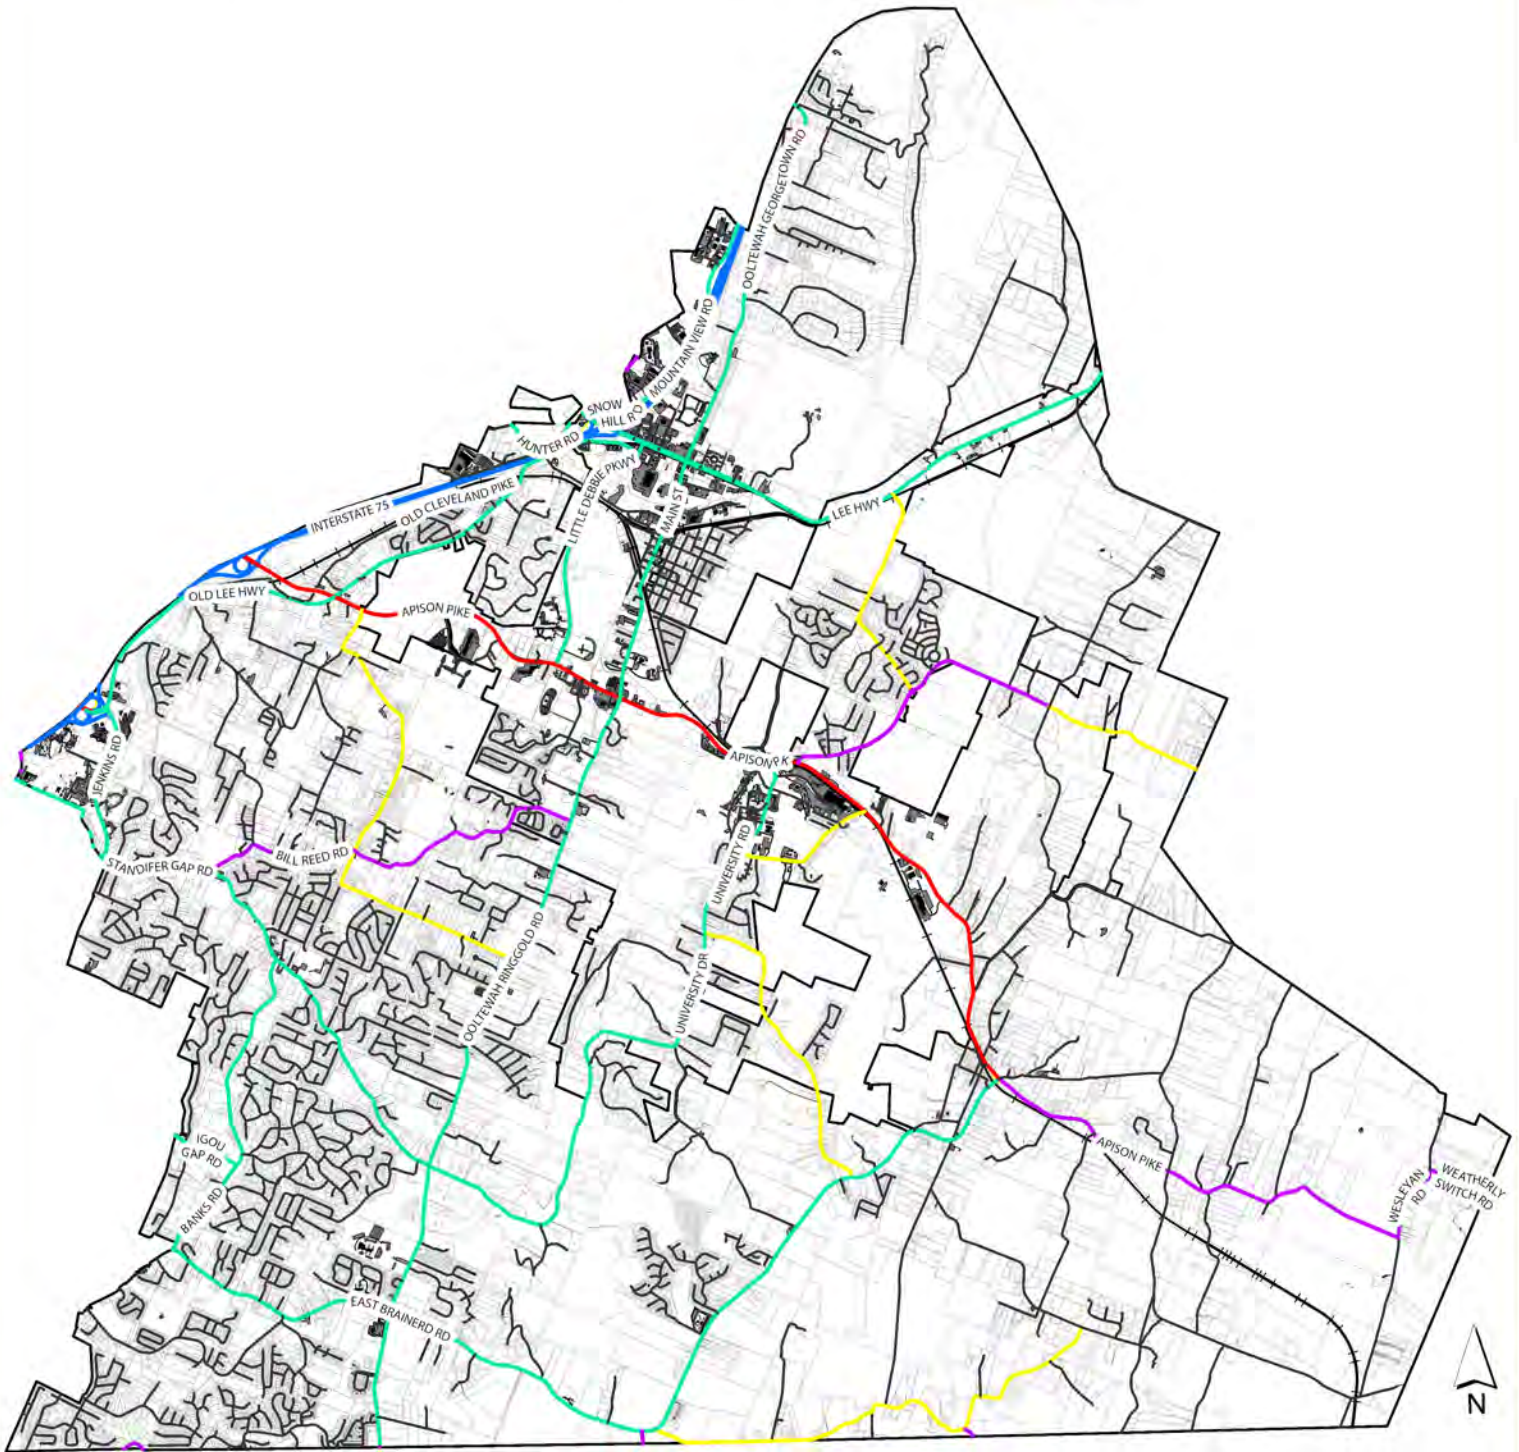 OOLTEWAH GEORGETOWN RD
MOUNTAIN VIEW RD
SNOW
HILL RD
HUNTER RD
INTERSTATE 75
OLD CLEVELAND PIKE
LITTLE DEBBIE PKWY
MAIN ST
LEE HWY
OLD LEE HWY
APISON PIKE
JENKINS RD
APISON PK
STANDIFER GAP RD
BILL REED RD
UNIVERSITY RD
OOLTEWAH RINGGOLD RD
UNIVERSITY DR
IGOU
GAP RD
BANKS RD
APISON PIKE
WESLEYAN
RD
WEATHERLY
SWITCH RD
EAST BRAINERD RD
N